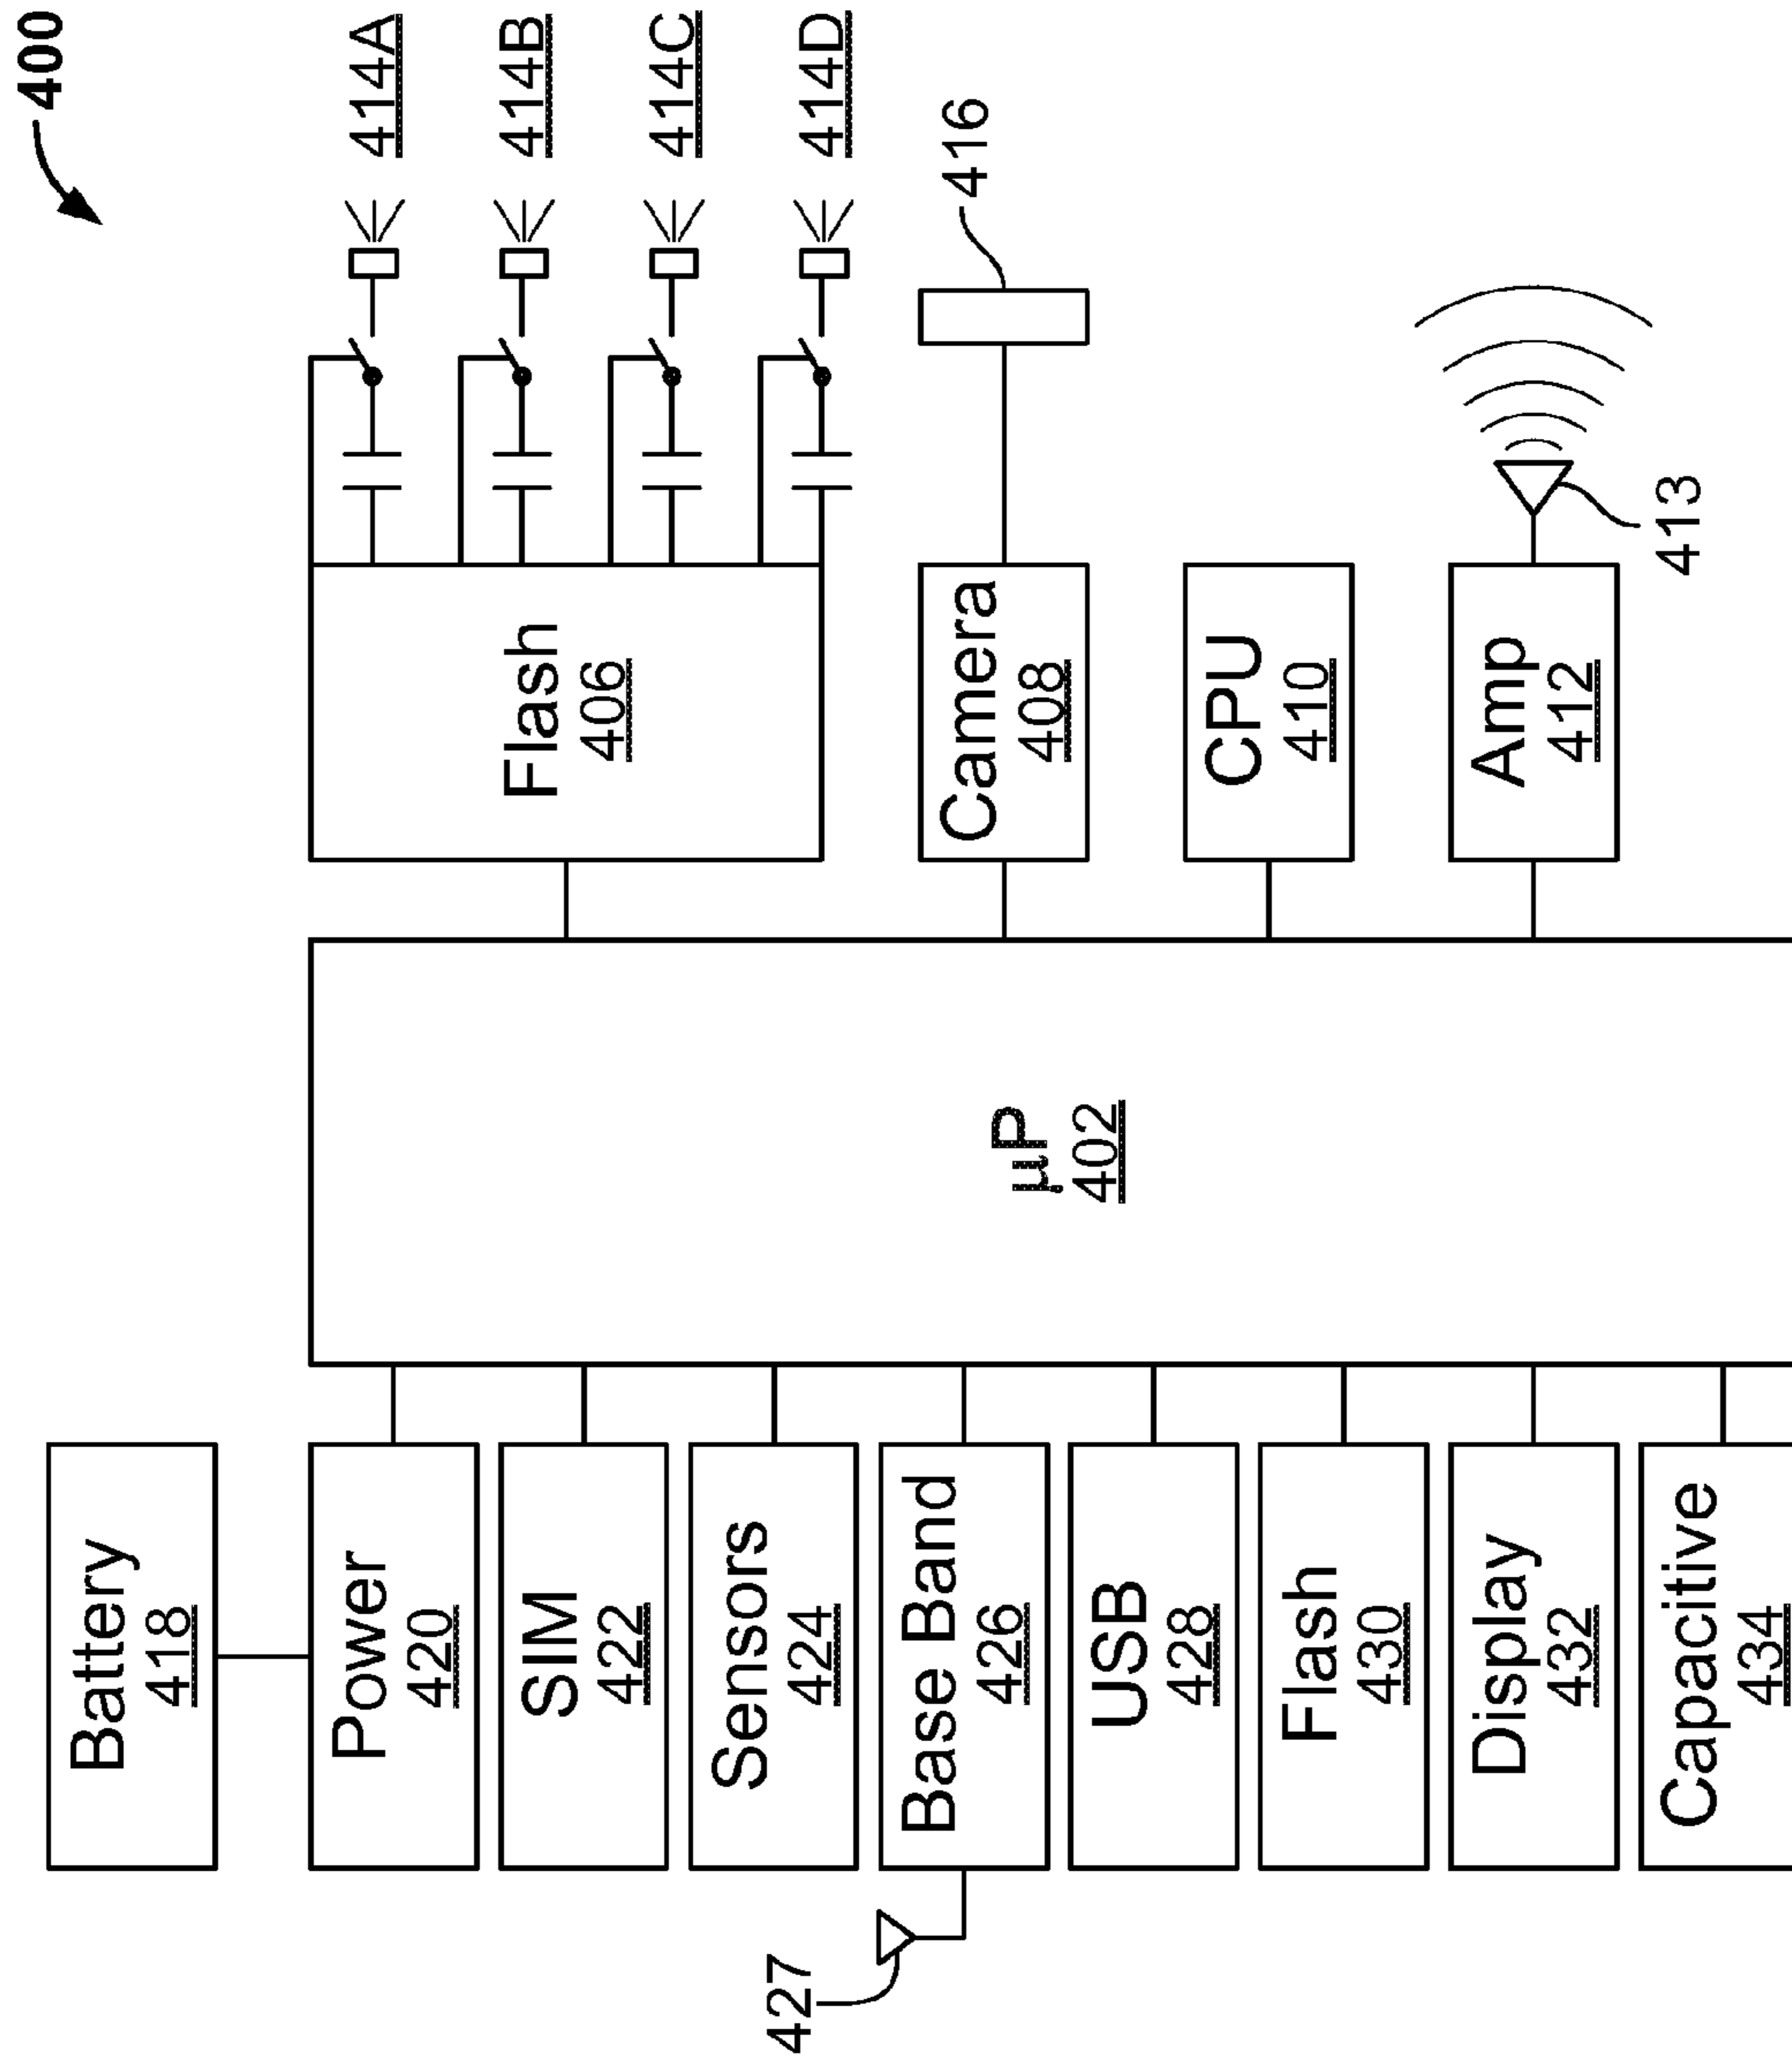 400
414A
414B
414C
414D
416
Flash
406
Camera
408
CPU
410
Amp
412
413
µP
402
Battery
418
Power
420
SIM
422
Sensors
424
Base Band
426
427
USB
428
Flash
430
Display
432
Capacitive
434